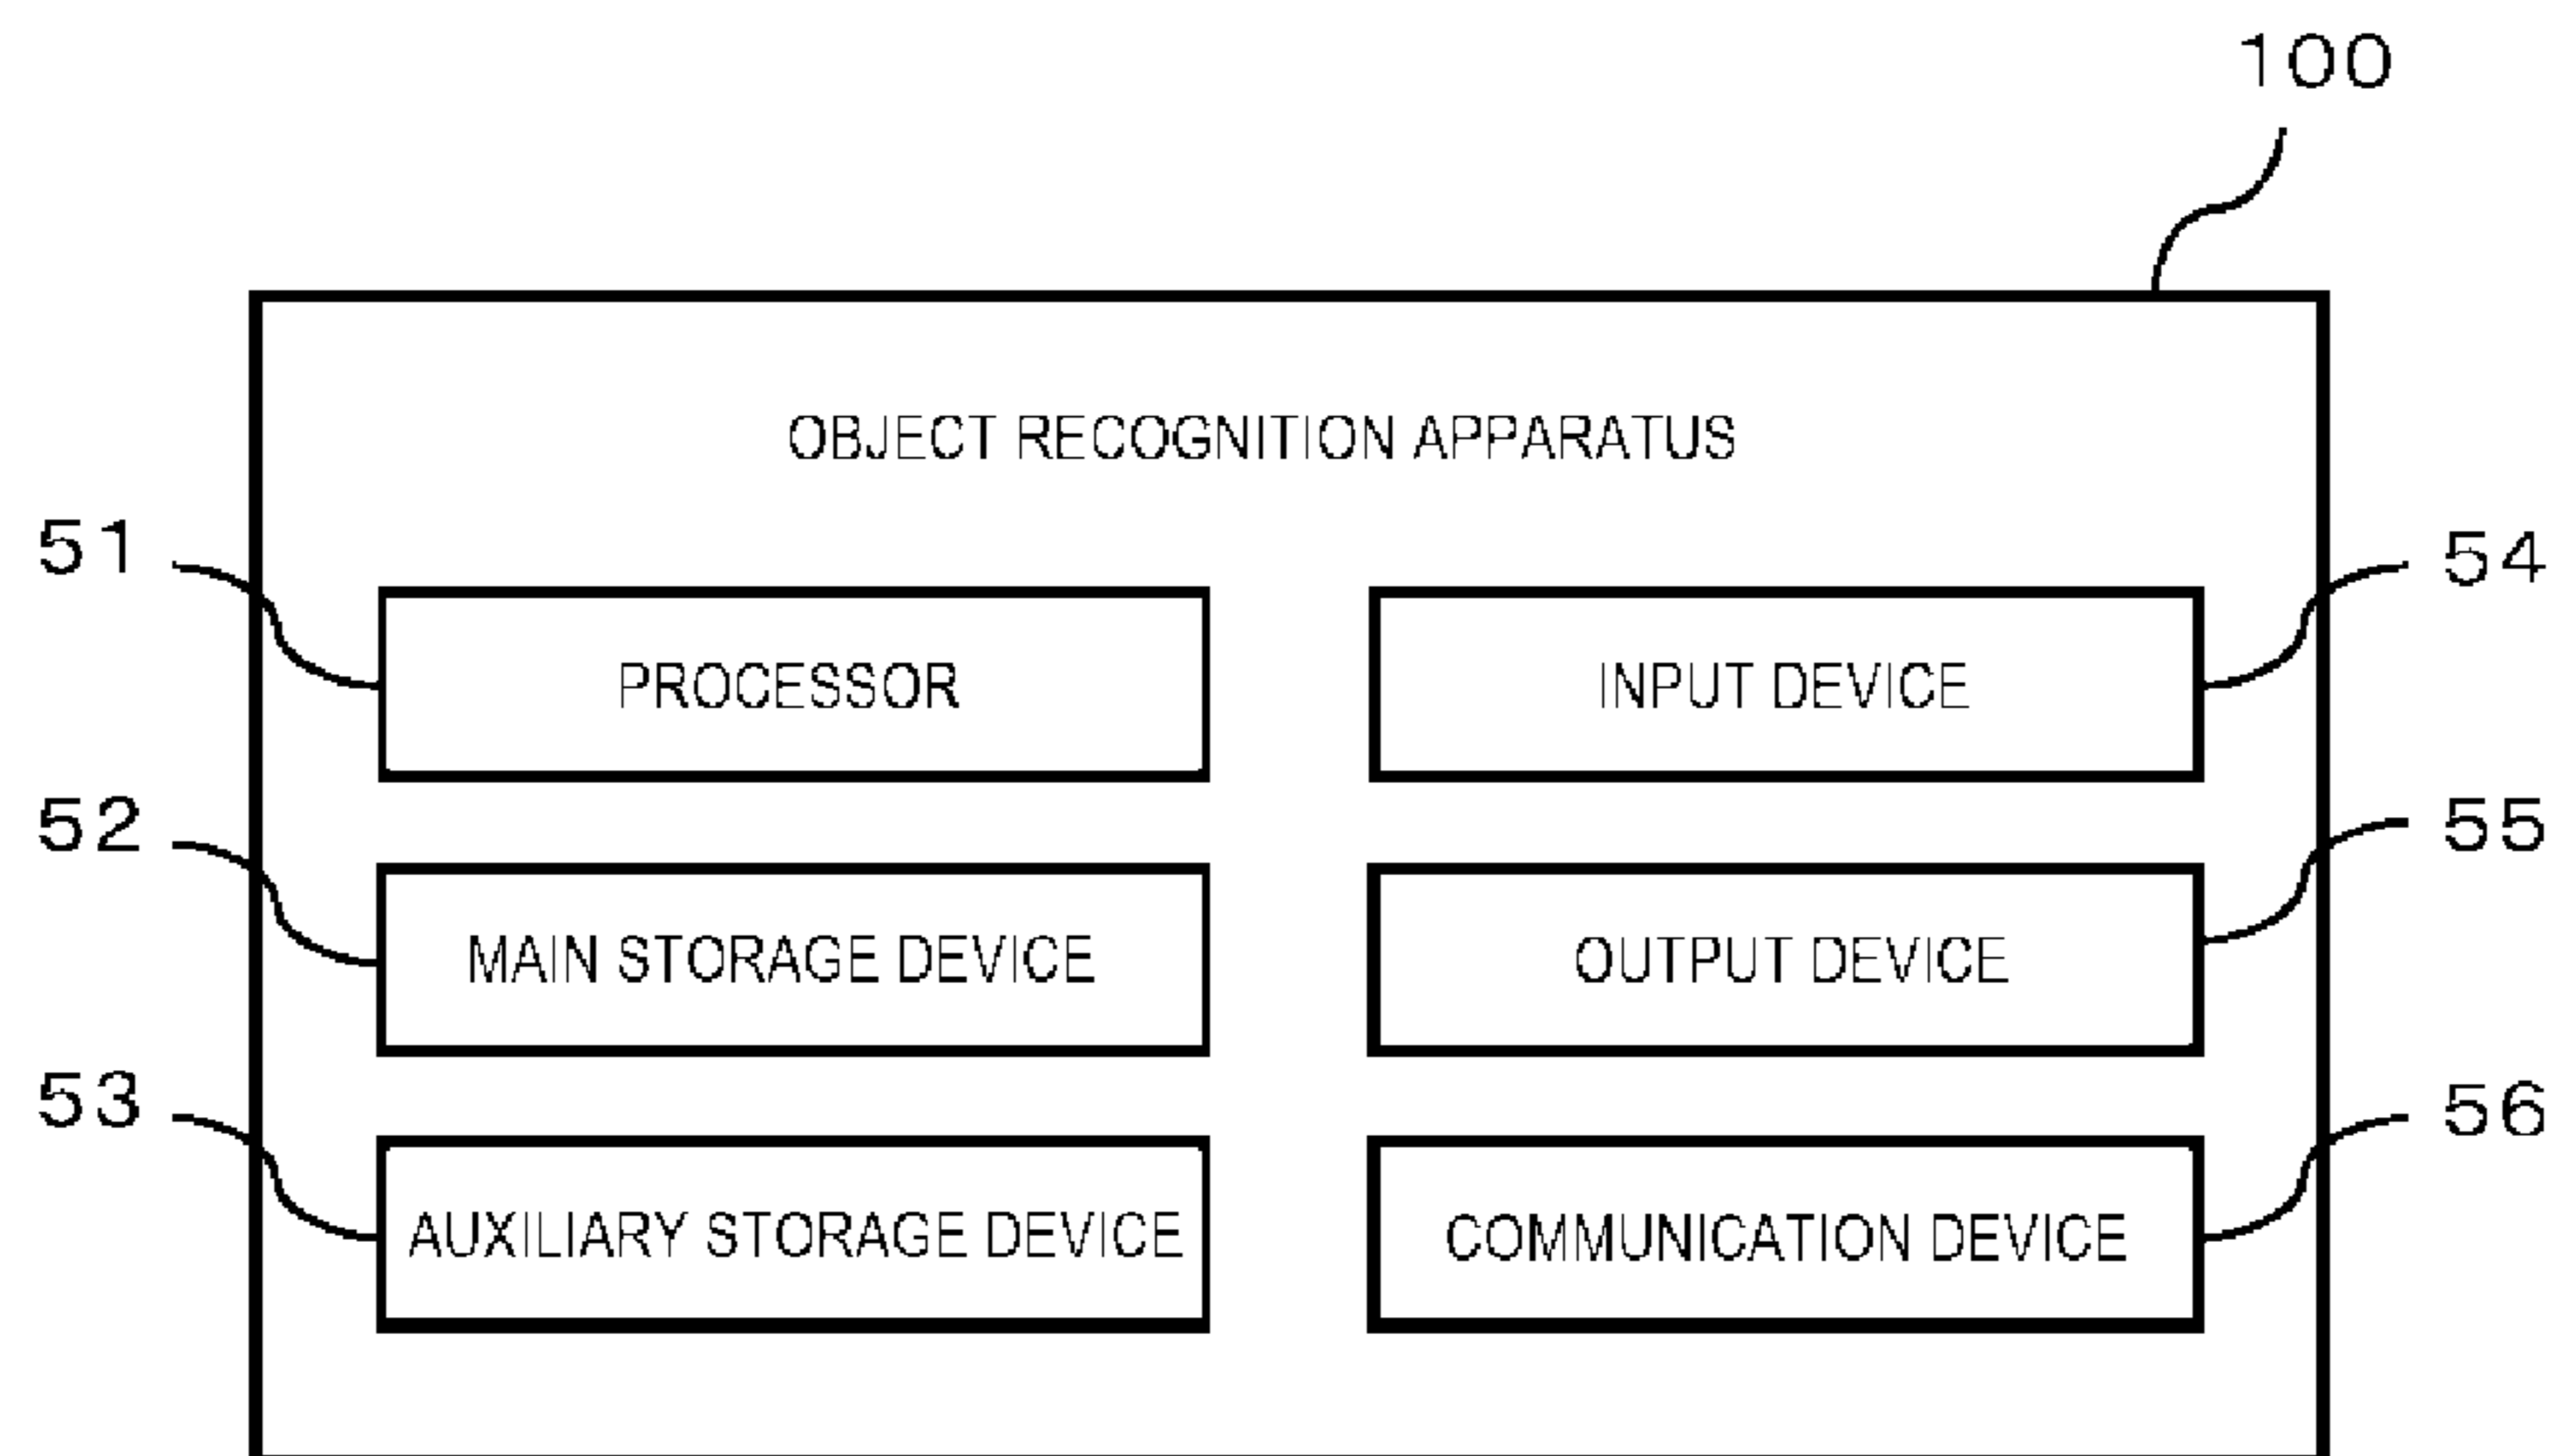 100
OBJECT RECOGNITION APPARATUS
51
PROCESSOR
INPUT DEVICE
54
52
MAIN STORAGE DEVICE
OUTPUT DEVICE
55
53
AUXILIARY STORAGE DEVICE
COMMUNICATION DEVICE
56